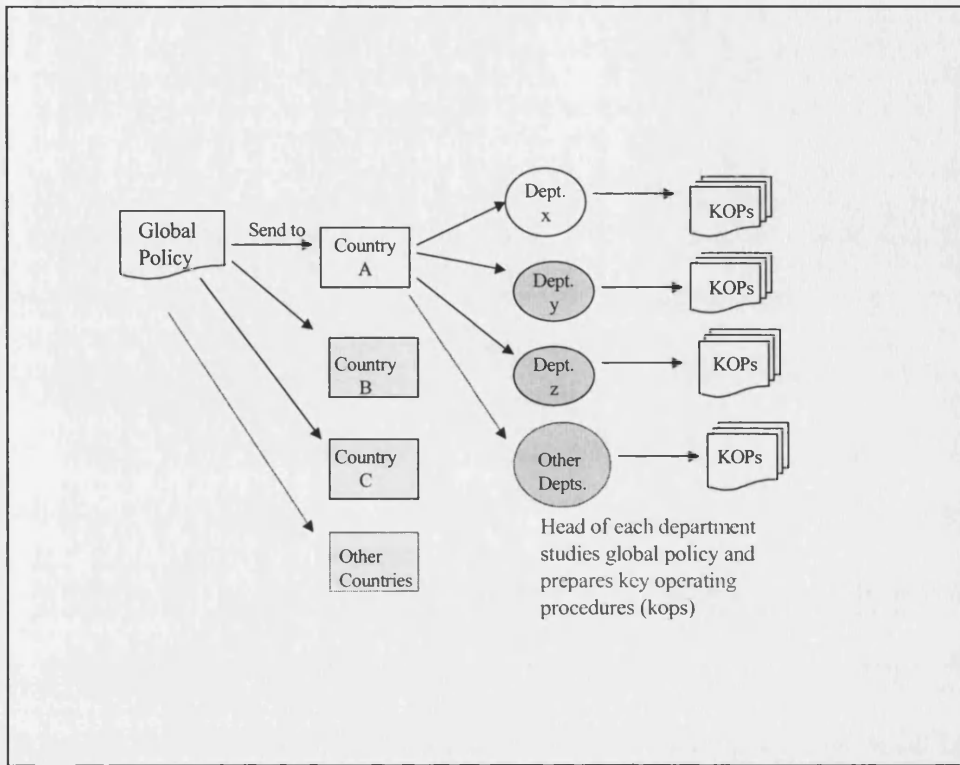 Global
Policy
Send to
Country
A
Country
B
Country
C
Other
Countries
Dept.
x
Dept.
y
Dept.
z
Other
Depts.
KOPs
KOPs
KOPs
KOPs
Head of each department
studies global policy and
prepares key operating
procedures (kops)